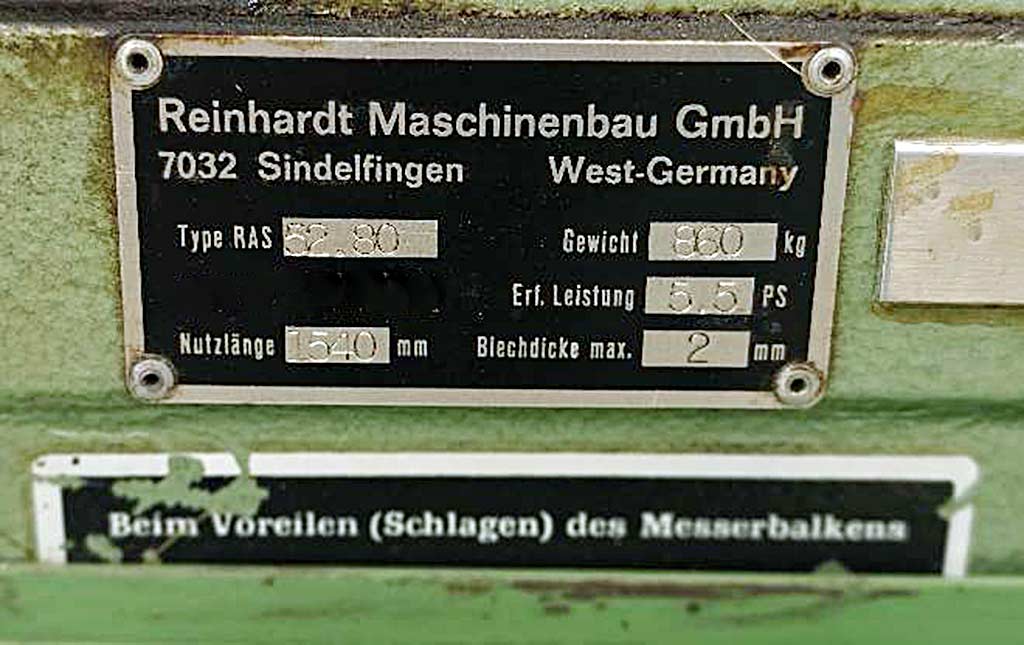 Reinhardt Maschinenbau GmbH
7032 Sindelfingen West-Germany
Type RAS 62.80 Gewicht 860 kg
Erf. Leistung 5.5 PS
Nutzlänge 1540 mm Blechdicke max. 2 mm
Beim Voreilen (Schlagen) des Messerbalkens